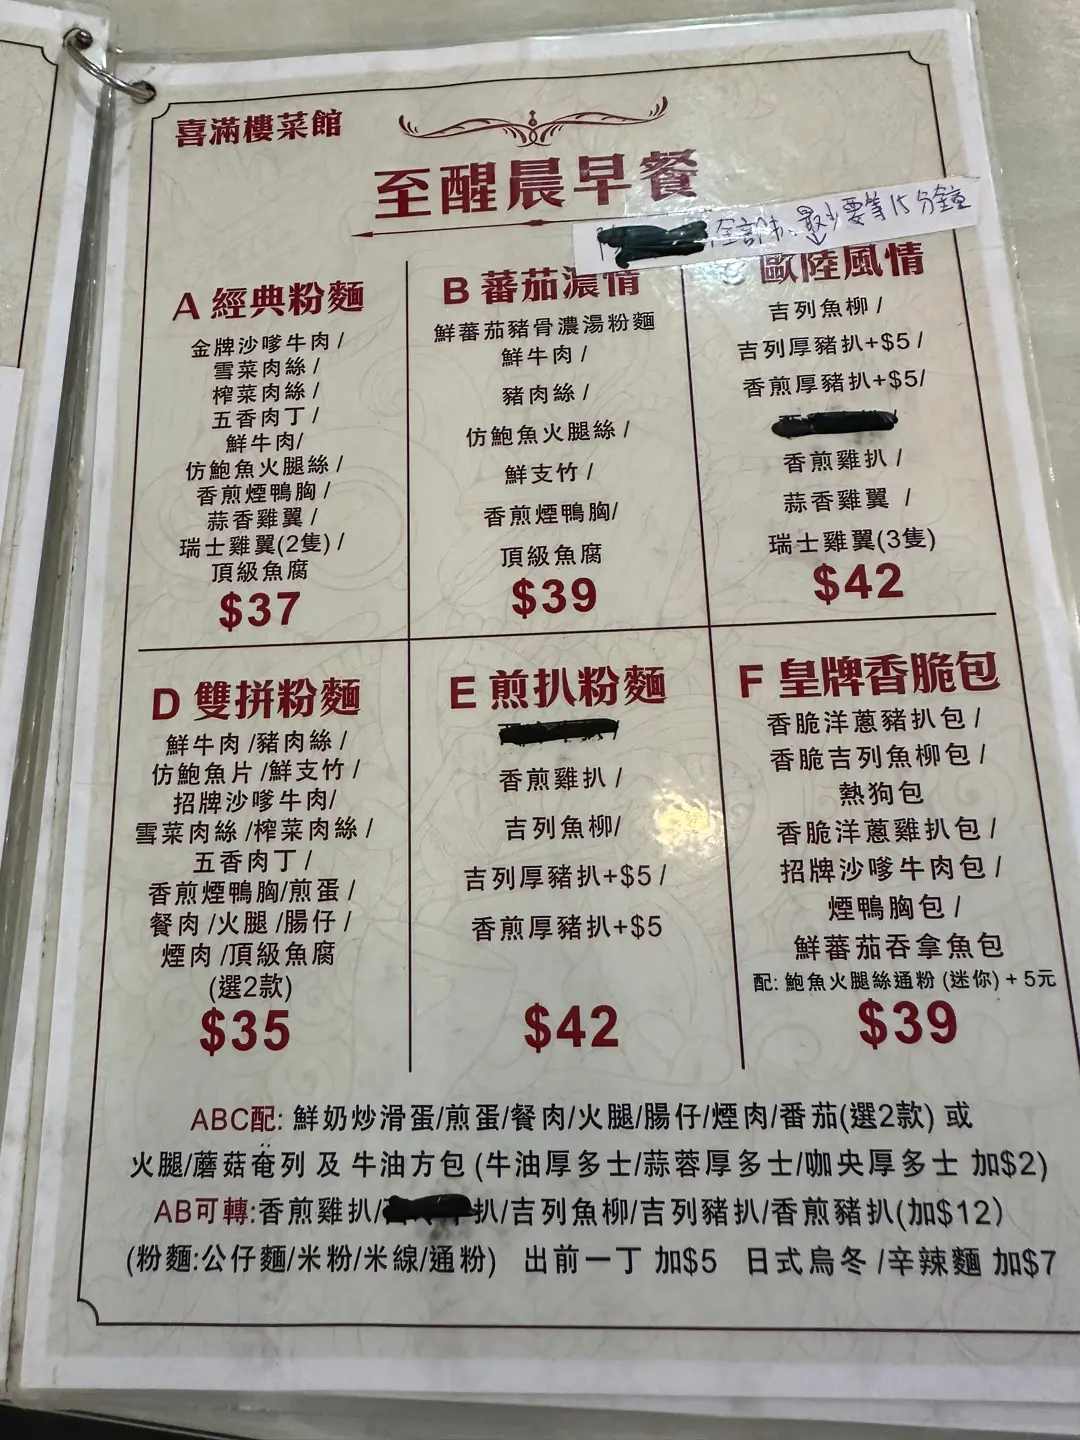 喜滿樓菜館
至醒晨早餐
最少要等15分鐘
A 經典粉麵
金牌沙嗲牛肉 /
雪菜肉絲 /
榨菜肉絲 /
五香肉丁 /
鮮牛肉/
仿鮑魚火腿絲 /
香煎煙鴨胸 /
蒜香雞翼 /
瑞士雞翼(2隻) /
頂級魚腐
$37
B 蕃茄濃情
鮮蕃茄豬骨濃湯粉麵
鮮牛肉 /
豬肉絲 /
仿鮑魚火腿絲 /
鮮支竹 /
香煎煙鴨胸/
頂級魚腐
$39
歐陸風情
吉列魚柳 /
吉列厚豬扒+$5 /
香煎厚豬扒+$5/
香煎雞扒 /
蒜香雞翼 /
瑞士雞翼(3隻)
$42
D 雙拼粉麵
鮮牛肉 /豬肉絲 /
仿鮑魚片 /鮮支竹 /
招牌沙嗲牛肉/
雪菜肉絲 /榨菜肉絲 /
五香肉丁 /
香煎煙鴨胸/煎蛋 /
餐肉 /火腿 /腸仔 /
煙肉 /頂級魚腐
(選2款)
$35
E 煎扒粉麵
香煎雞扒 /
吉列魚柳/
吉列厚豬扒+$5 /
香煎厚豬扒+$5
$42
F 皇牌香脆包
香脆洋蔥豬扒包 /
香脆吉列魚柳包 /
熱狗包
香脆洋蔥雞扒包 /
招牌沙嗲牛肉包 /
煙鴨胸包 /
鮮蕃茄吞拿魚包
配: 鮑魚火腿絲通粉 (迷你) + 5元
$39
ABC配: 鮮奶炒滑蛋/煎蛋/餐肉/火腿/腸仔/煙肉/番茄(選2款) 或
火腿/蘑菇奄列 及 牛油方包 (牛油厚多士/蒜蓉厚多士/咖央厚多士 加$2)
AB可轉:香煎雞扒/扒/吉列魚柳/吉列豬扒/香煎豬扒(加$12)
(粉麵:公仔麵/米粉/米線/通粉) 出前一丁 加$5 日式烏冬 /辛辣麵 加$7